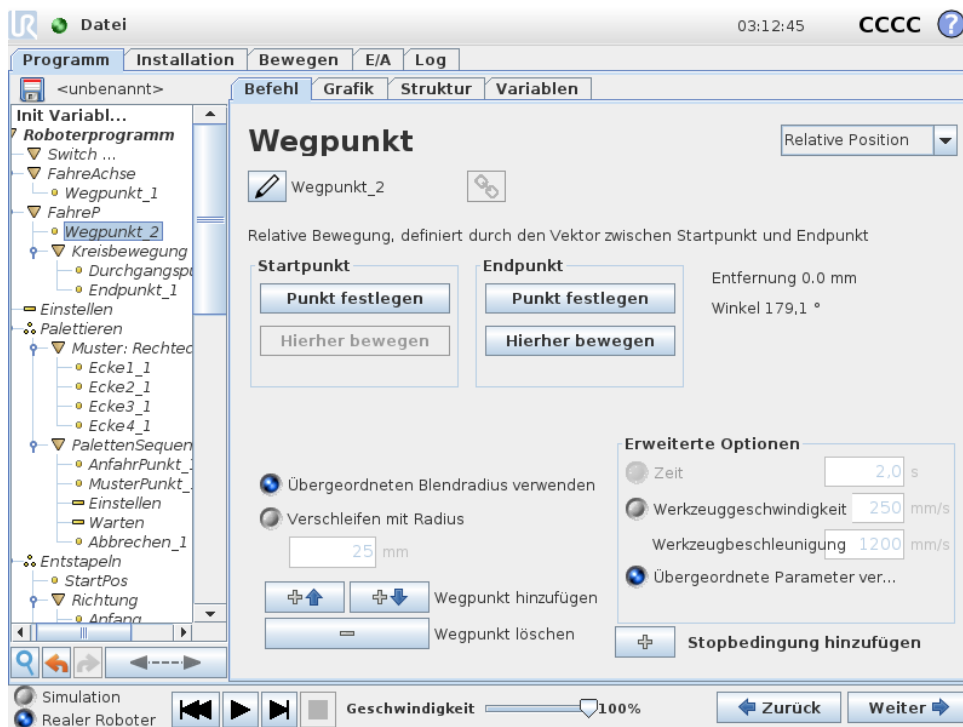 UR Datei 03:12:45 CCCC ?
Programm Installation Bewegen E/A Log
<unbenannt> Befehl Grafik Struktur Variablen
Init Variabl...
Roboterprogramm
Switch ...
FahreAchse
Wegpunkt_1
FahreP
Wegpunkt_2
Kreisbewegung
Durchgangspu
Endpunkt_1
Einstellen
Palettieren
Muster: Rechtec
Ecke1_1
Ecke2_1
Ecke3_1
Ecke4_1
PalettenSequen
AnfahrPunkt_1
MusterPunkt_
Einstellen
Warten
Abbrechen_1
Entstapeln
StartPos
Richtung
Anfang
Wegpunkt
Relative Position
Wegpunkt_2
Relative Bewegung, definiert durch den Vektor zwischen Startpunkt und Endpunkt
Startpunkt
Punkt festlegen
Hierher bewegen
Endpunkt
Punkt festlegen
Hierher bewegen
Entfernung 0.0 mm
Winkel 179,1 °
Übergeordneten Blendradius verwenden
Verschleifen mit Radius
25 mm
Wegpunkt hinzufügen
Wegpunkt löschen
Erweiterte Optionen
Zeit 2,0 s
Werkzeuggeschwindigkeit 250 mm/s
Werkzeugbeschleunigung 1200 mm/s
Übergeordnete Parameter ver...
Stopbedingung hinzufügen
Simulation
Realer Roboter
Geschwindigkeit 100%
Zurück
Weiter